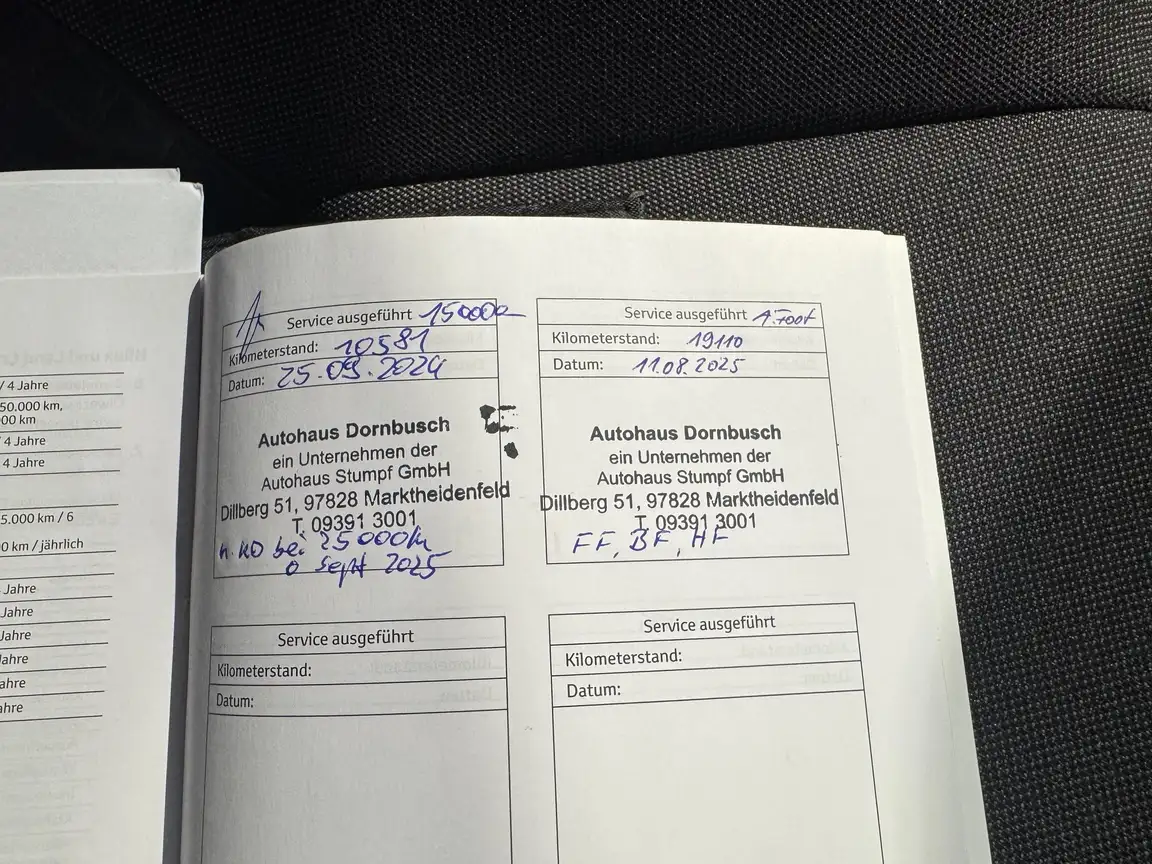 / 4 Jahre
50.000 km,
00 km
/ 4 Jahre
4 Jahre
5.000 km / 6
0 km / jährlich
Jahre
Jahre
Jahre
ahre
ahre
hre
Service ausgeführt 15000km
Kilometerstand: 10581
Datum: 25.09.2024
Autohaus Dornbusch
ein Unternehmen der
Autohaus Stumpf GmbH
Dillberg 51, 97828 Marktheidenfeld
T. 09391 3001
n. KD bei 25000km
o Sept 2025
Service ausgeführt
Kilometerstand: 19110
Datum: 11.08.2025
Autohaus Dornbusch
ein Unternehmen der
Autohaus Stumpf GmbH
Dillberg 51, 97828 Marktheidenfeld
T. 09391 3001
FF, BF, HF
Service ausgeführt
Kilometerstand:
Datum:
Service ausgeführt
Kilometerstand:
Datum: